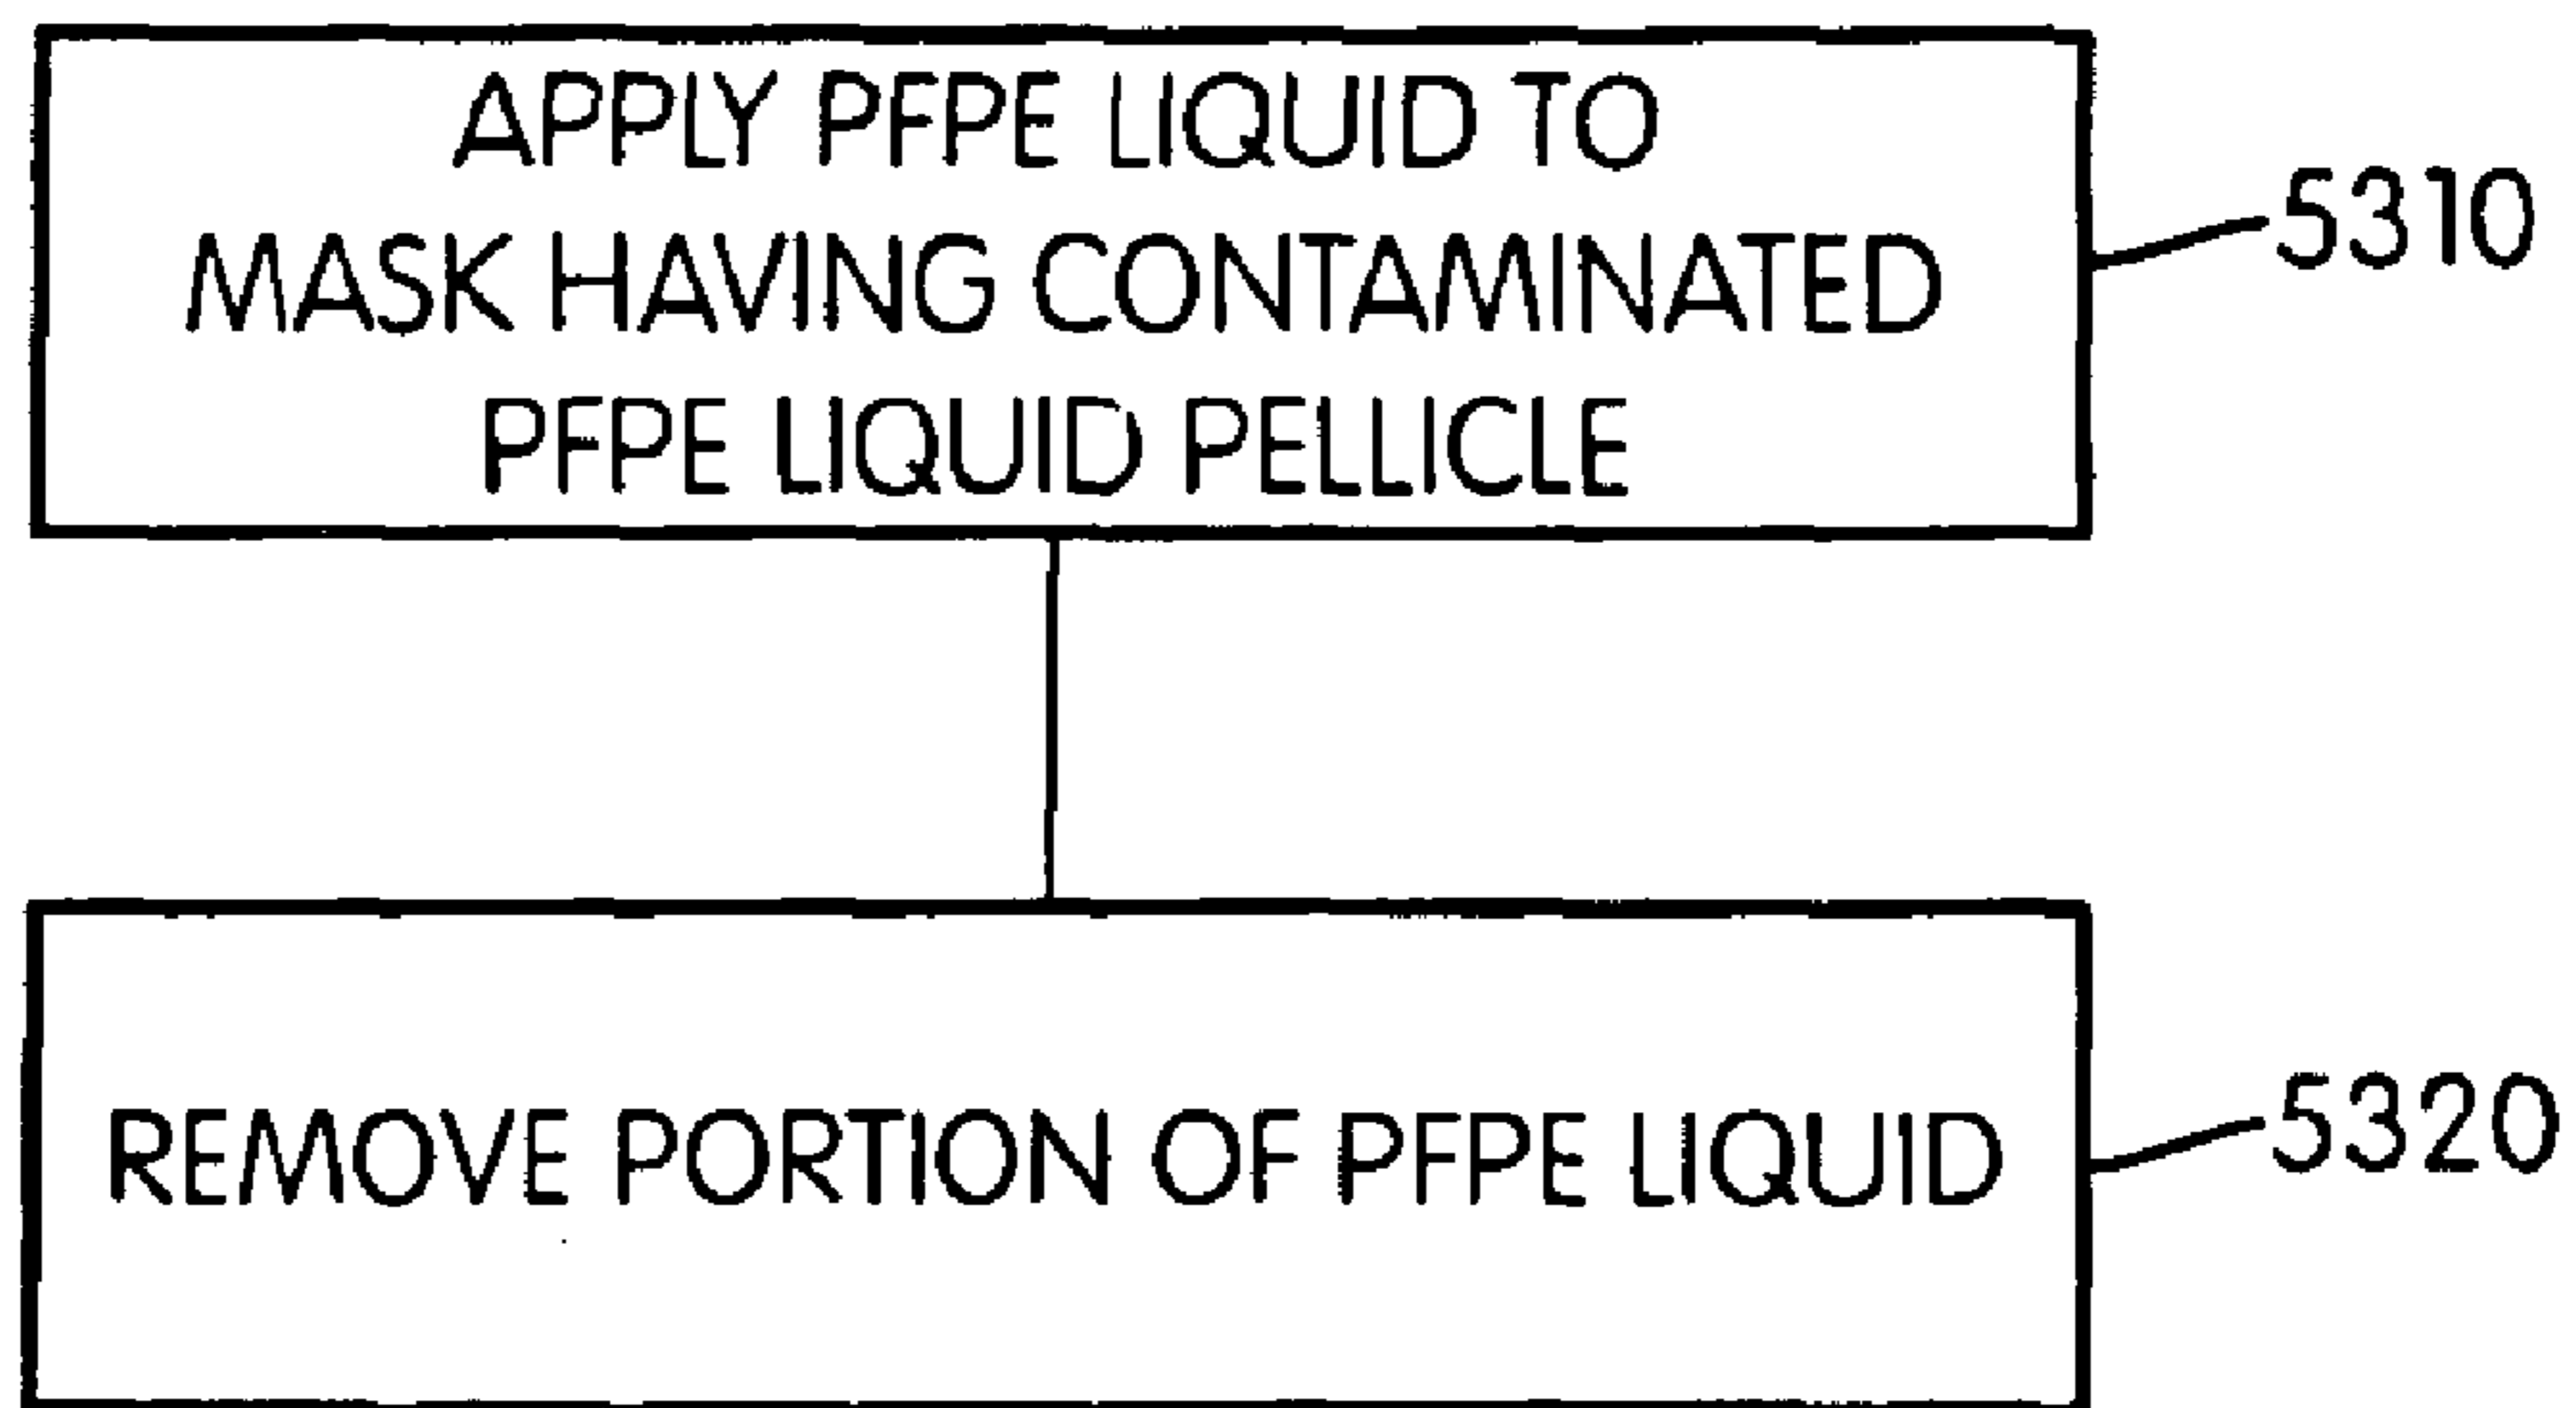 APPLY PFPE LIQUID TO
MASK HAVING CONTAMINATED
PFPE LIQUID PELLICLE
5310
REMOVE PORTION OF PFPE LIQUID
5320